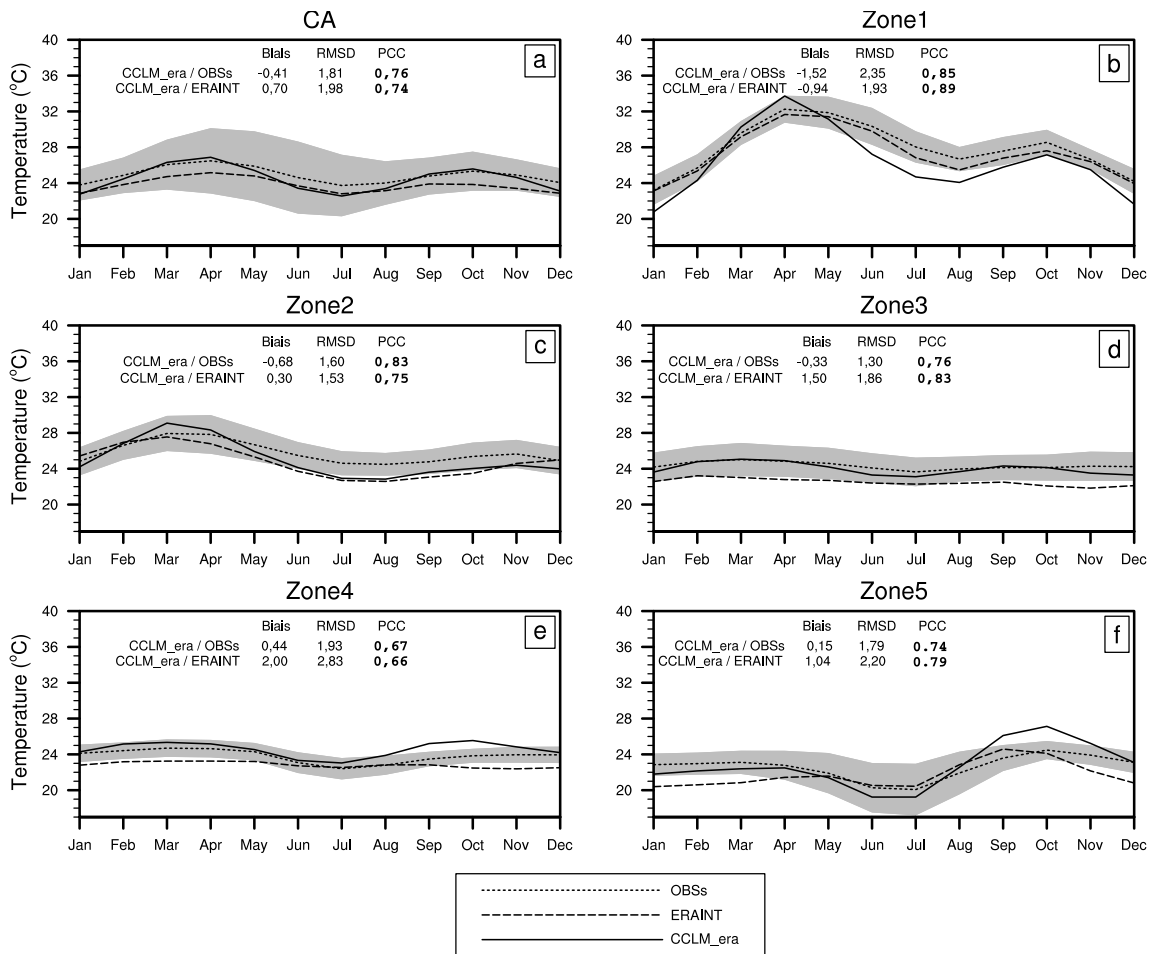 CA
Biais RMSD PCC
CCLM_era / OBSs -0,41 1,81 0,76
CCLM_era / ERAINT 0,70 1,98 0,74
a
Temperature (°C)
40
36
32
28
24
20
Jan Feb Mar Apr May Jun Jul Aug Sep Oct Nov Dec
Zone1
Biais RMSD PCC
CCLM_era / OBSs -1,52 2,35 0,85
CCLM_era / ERAINT -0,94 1,93 0,89
b
40
36
32
28
24
20
Jan Feb Mar Apr May Jun Jul Aug Sep Oct Nov Dec
Zone2
Biais RMSD PCC
CCLM_era / OBSs -0,68 1,60 0,83
CCLM_era / ERAINT 0,30 1,53 0,75
c
Temperature (°C)
40
36
32
28
24
20
Jan Feb Mar Apr May Jun Jul Aug Sep Oct Nov Dec
Zone3
Biais RMSD PCC
CCLM_era / OBSs -0,33 1,30 0,76
CCLM_era / ERAINT 1,50 1,86 0,83
d
40
36
32
28
24
20
Jan Feb Mar Apr May Jun Jul Aug Sep Oct Nov Dec
Zone4
Biais RMSD PCC
CCLM_era / OBSs 0,44 1,93 0,67
CCLM_era / ERAINT 2,00 2,83 0,66
e
Temperature (°C)
40
36
32
28
24
20
Jan Feb Mar Apr May Jun Jul Aug Sep Oct Nov Dec
Zone5
Biais RMSD PCC
CCLM_era / OBSs 0,15 1,79 0.74
CCLM_era / ERAINT 1,04 2,20 0.79
f
40
36
32
28
24
20
Jan Feb Mar Apr May Jun Jul Aug Sep Oct Nov Dec
OBSs
ERAINT
CCLM_era